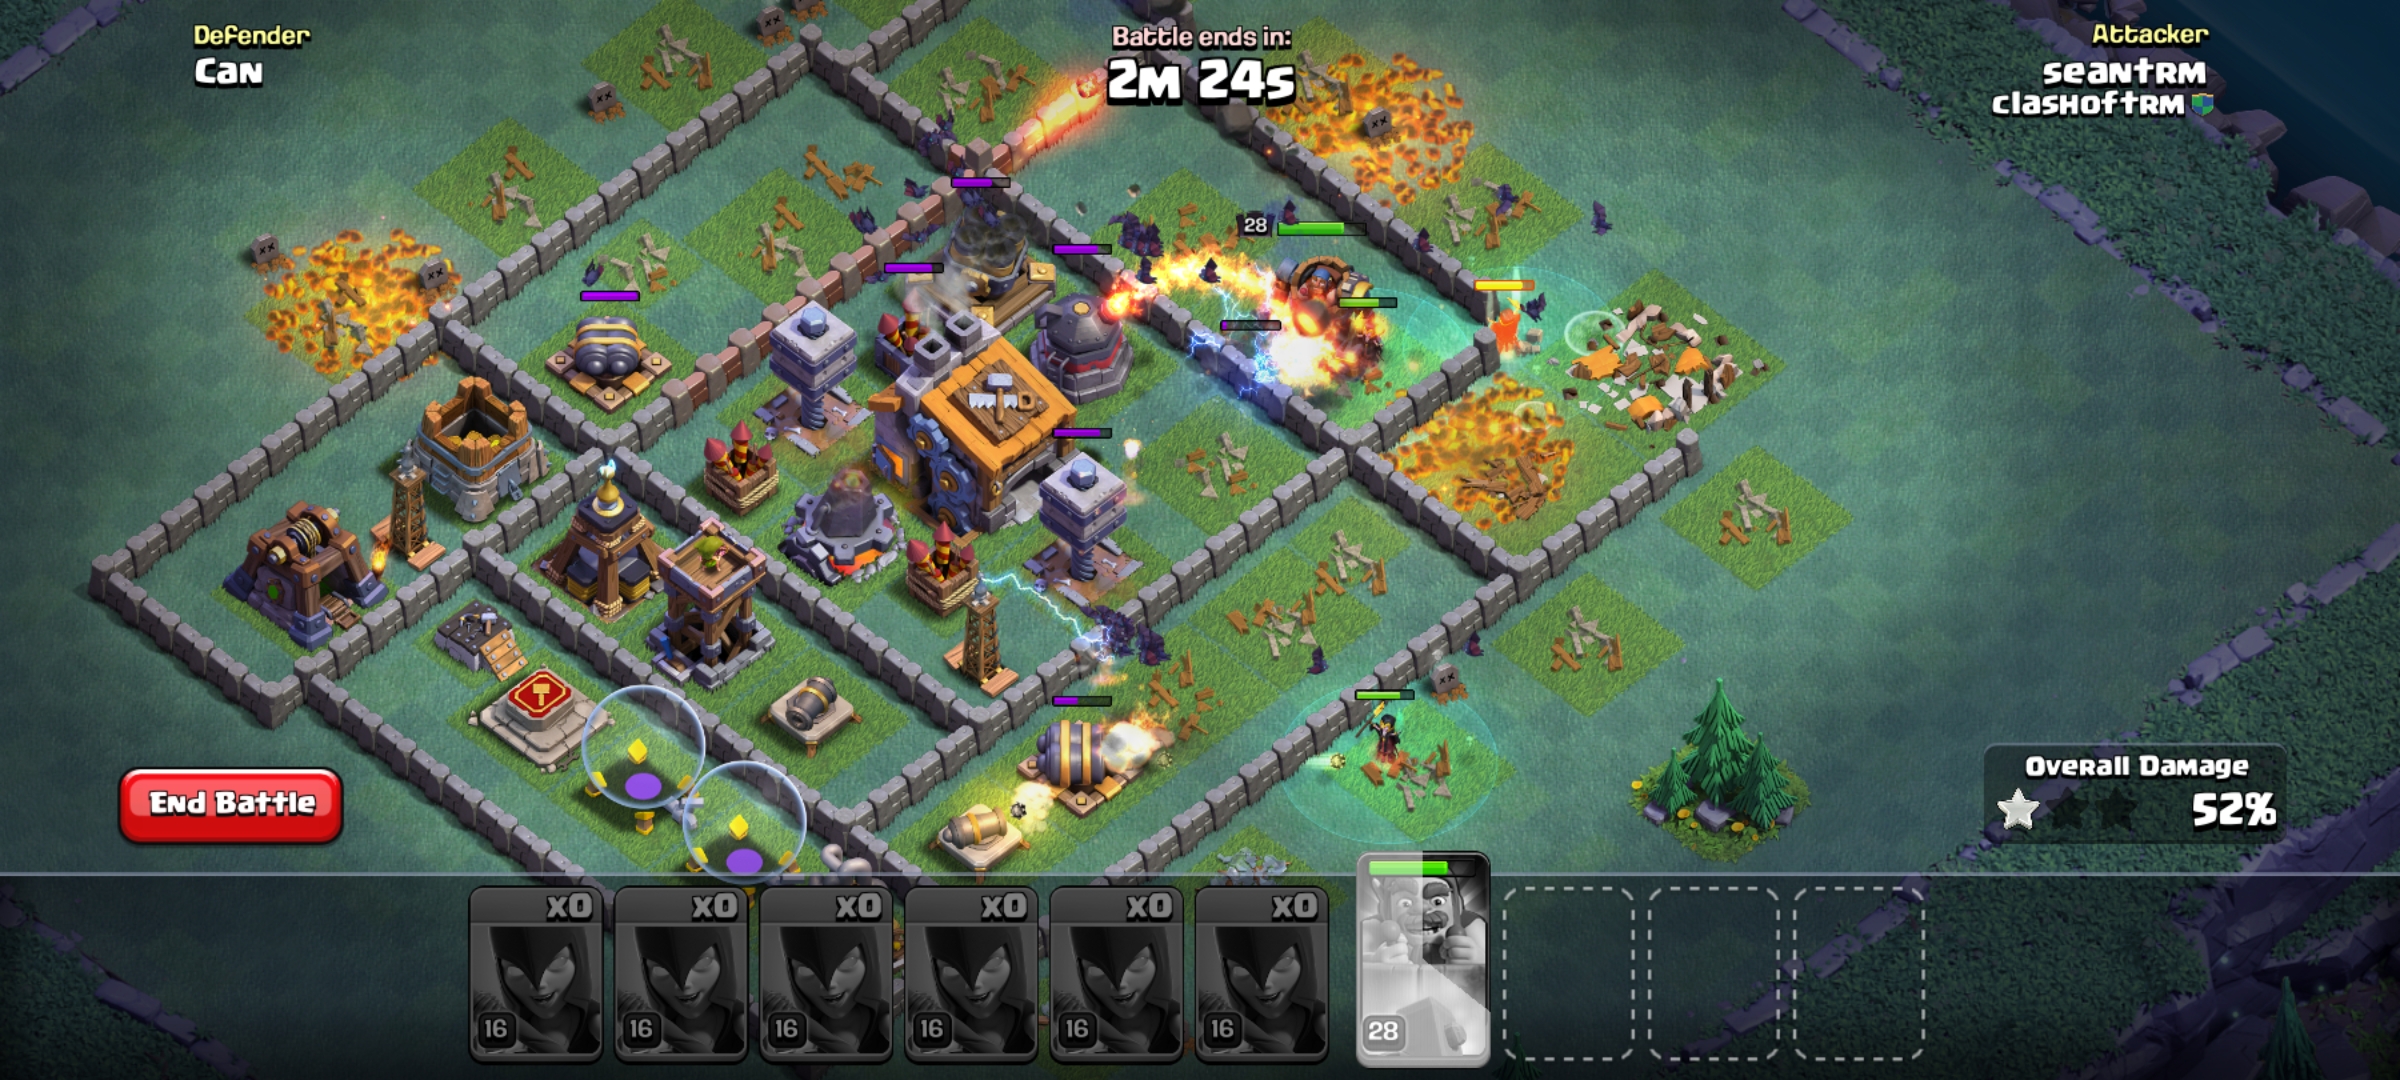 Defender
Can
Battle ends in:
2m 24s
Attacker
seantrm
clashoftrm
28
End Battle
Overall Damage
52%
x0
x0
x0
x0
x0
x0
16
16
16
16
16
16
28